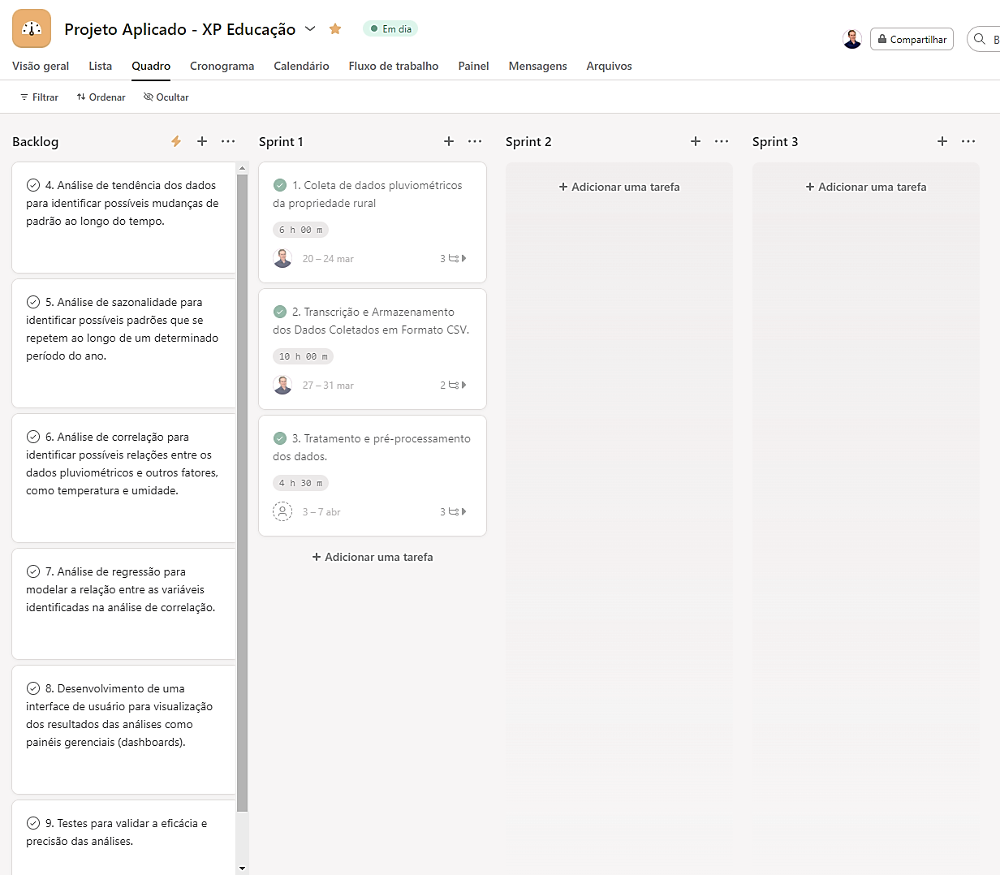 Projeto Aplicado - XP Educação
Em dia
Compartilhar
B
Visão geral
Lista
Quadro
Cronograma
Calendário
Fluxo de trabalho
Painel
Mensagens
Arquivos
Filtrar
Ordenar
Ocultar
Backlog
4. Análise de tendência dos dados
para identificar possíveis mudanças de
padrão ao longo do tempo.
5. Análise de sazonalidade para
identificar possíveis padrões que se
repetem ao longo de um determinado
período do ano.
6. Análise de correlação para
identificar possíveis relações entre os
dados pluviométricos e outros fatores,
como temperatura e umidade.
7. Análise de regressão para
modelar a relação entre as variáveis
identificadas na análise de correlação.
8. Desenvolvimento de uma
interface de usuário para visualização
dos resultados das análises como
painéis gerenciais (dashboards).
9. Testes para validar a eficácia e
precisão das análises.
Sprint 1
1. Coleta de dados pluviométricos
da propriedade rural
6 h 00 m
20 – 24 mar
3
2. Transcrição e Armazenamento
dos Dados Coletados em Formato CSV.
10 h 00 m
27 – 31 mar
2
3. Tratamento e pré-processamento
dos dados.
4 h 30 m
3 – 7 abr
3
+ Adicionar uma tarefa
Sprint 2
+ Adicionar uma tarefa
Sprint 3
+ Adicionar uma tarefa